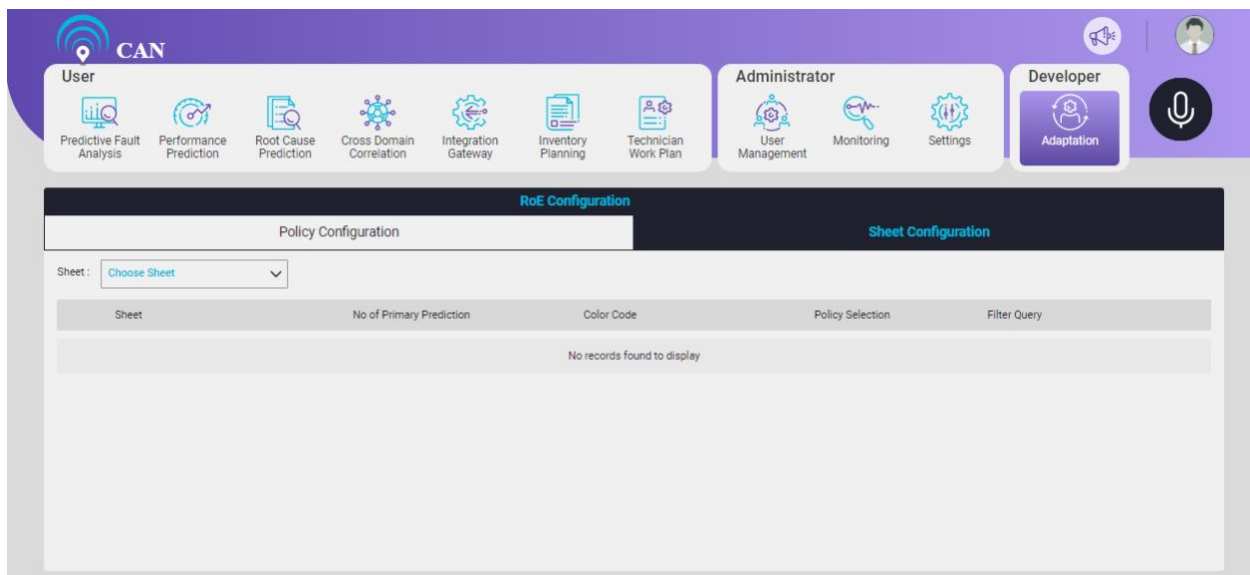 CAN
User
Administrator
Developer
Predictive Fault
Analysis
Performance
Prediction
Root Cause
Prediction
Cross Domain
Correlation
Integration
Gateway
Inventory
Planning
Technician
Work Plan
User
Management
Monitoring
Settings
Adaptation
RoE Configuration
Policy Configuration
Sheet Configuration
Sheet :
Choose Sheet
Sheet
No of Primary Prediction
Color Code
Policy Selection
Filter Query
No records found to display